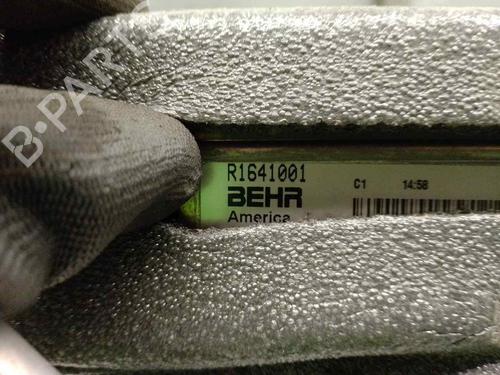 B-PARTS
R1641001
BEHR
America
C1 14:58